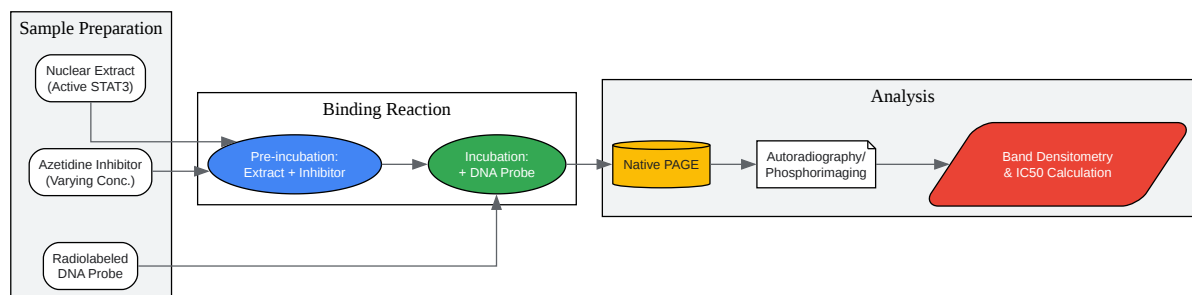 Sample Preparation
Nuclear Extract
(Active STAT3)
Azetidine Inhibitor
(Varying Conc.)
Radiolabeled
DNA Probe
Binding Reaction
Pre-incubation:
Extract + Inhibitor
Incubation:
+ DNA Probe
Analysis
Native PAGE
Autoradiography/
Phosphorimaging
Band Densitometry
& IC50 Calculation